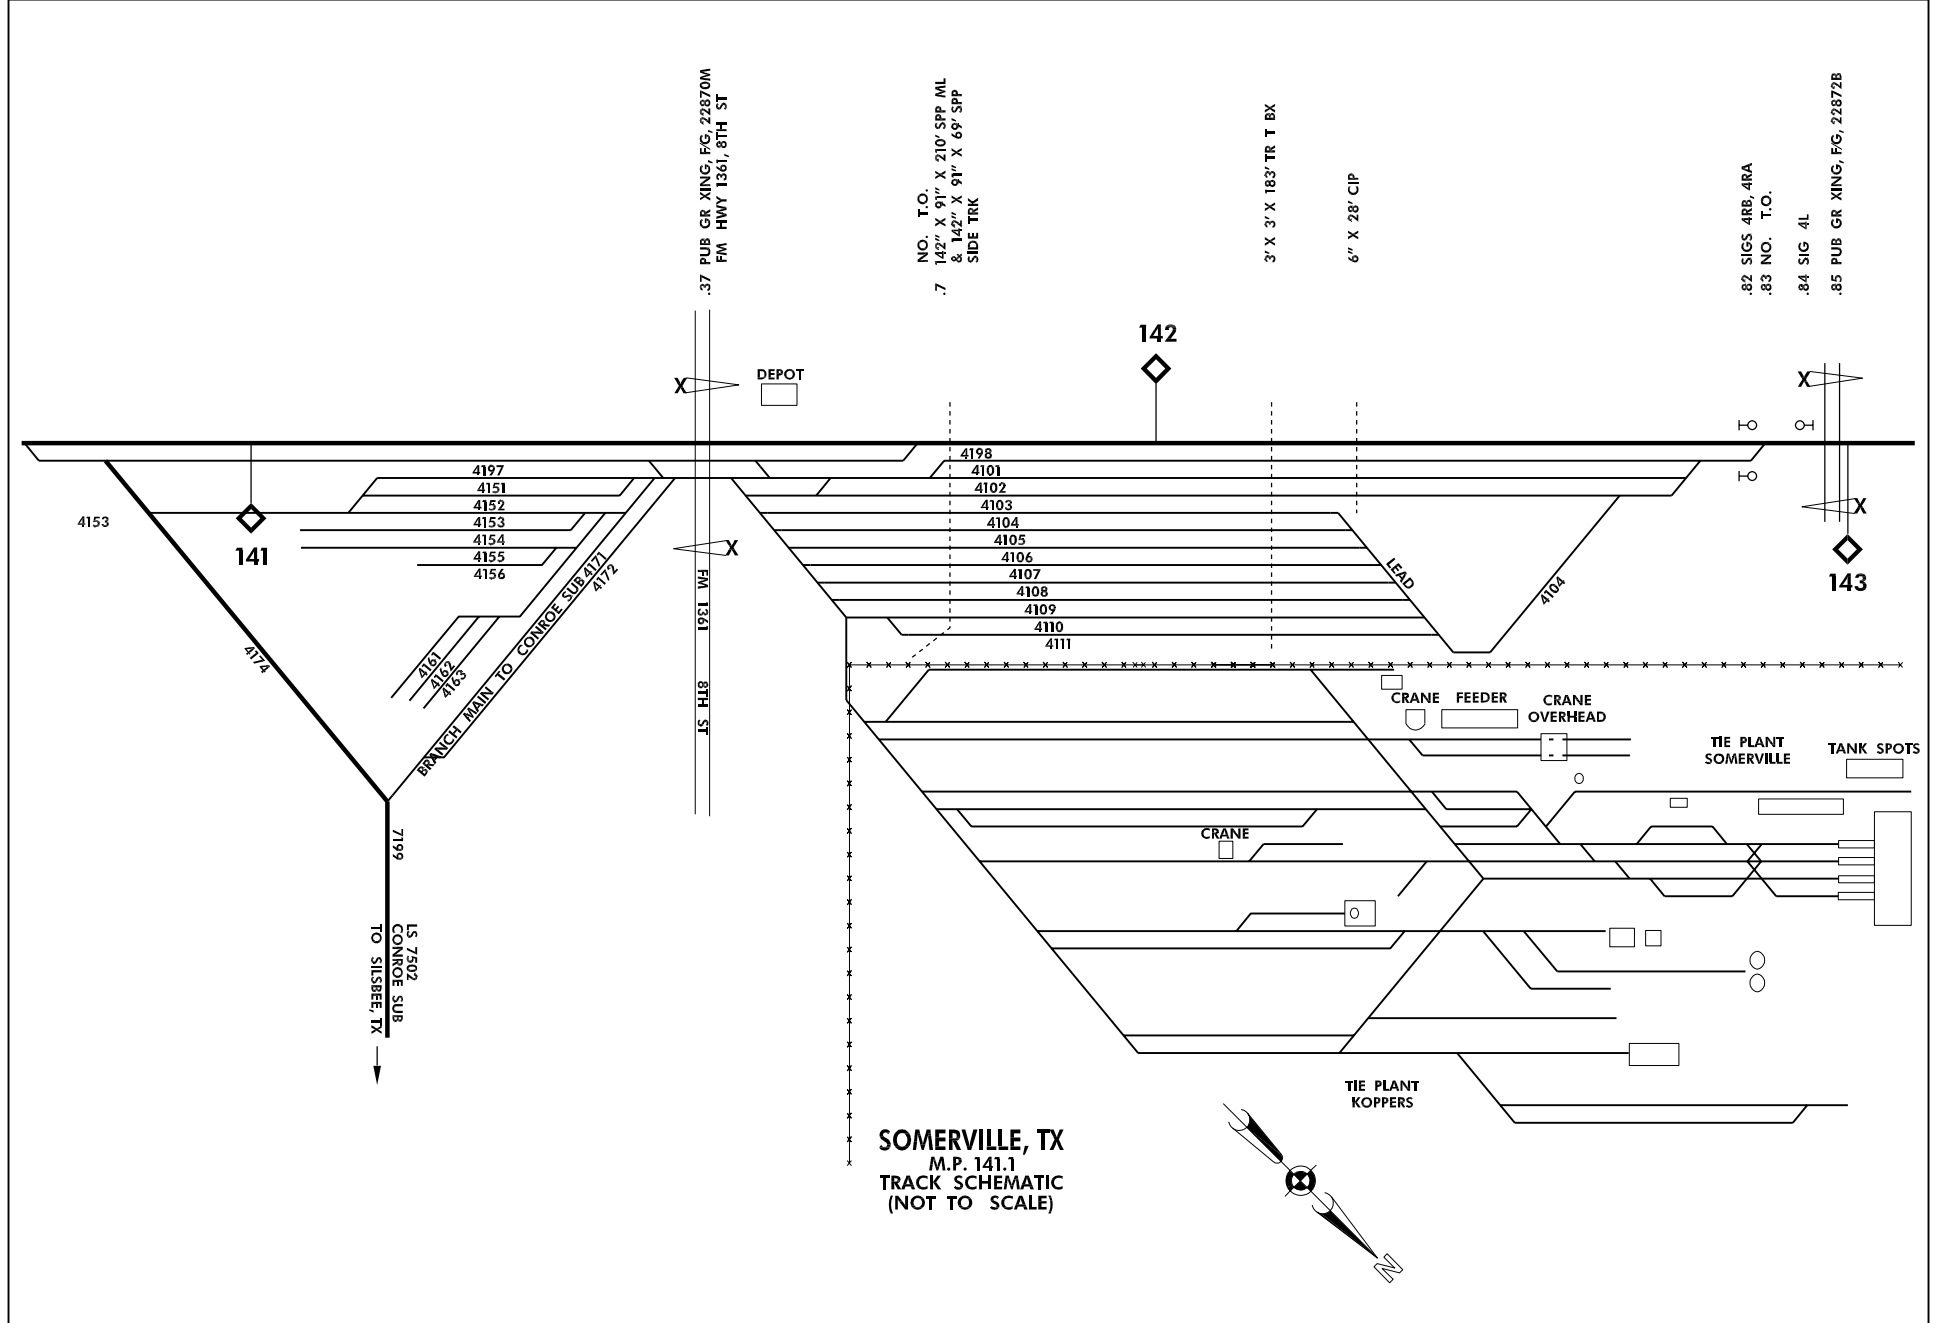 .37 PUB GR XING, F/G, 22870M
FM HWY 1361, 8TH ST
NO. T.O.
.7 142" X 91" X 210' SPP ML
& 142" X 91" X 69' SPP
SIDE TRK
3' X 3' X 183' TR T BX
6" X 28' CIP
.82 SIGS 4RB, 4RA
.83 NO. T.O.
.84 SIG 4L
.85 PUB GR XING, F/G, 22872B
142
X
DEPOT
X
4198
4197
4101
4151
4102
4152
4103
4153
4153
4104
4154
4105
4155
4106
4156
4107
4108
4109
4110
4111
141
X
X
143
LEAD
4104
4171
4172
FM 1361 8TH ST
4174
4161
4162
4163
BRANCH MAIN TO CONROE SUB
CRANE
FEEDER
CRANE
OVERHEAD
TIE PLANT
SOMERVILLE
TANK SPOTS
CRANE
7199
LS 7502
CONROE SUB
TO SILSBEE, TX
TIE PLANT
KOPPERS
SOMERVILLE, TX
M.P. 141.1
TRACK SCHEMATIC
(NOT TO SCALE)
N